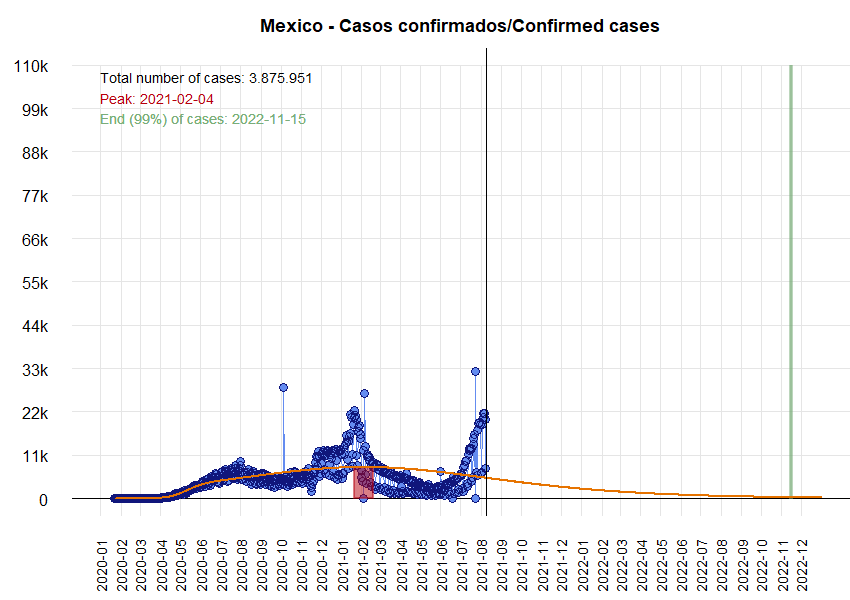 Mexico - Casos confirmados/Confirmed cases
110k
99k
88k
77k
66k
55k
44k
33k
22k
11k
0
Total number of cases: 3.875.951
Peak: 2021-02-04
End (99%) of cases: 2022-11-15
2020-01
2020-02
2020-03
2020-04
2020-05
2020-06
2020-07
2020-08
2020-09
2020-10
2020-11
2020-12
2021-01
2021-02
2021-03
2021-04
2021-05
2021-06
2021-07
2021-08
2021-09
2021-10
2021-11
2021-12
2022-01
2022-02
2022-03
2022-04
2022-05
2022-06
2022-07
2022-08
2022-09
2022-10
2022-11
2022-12